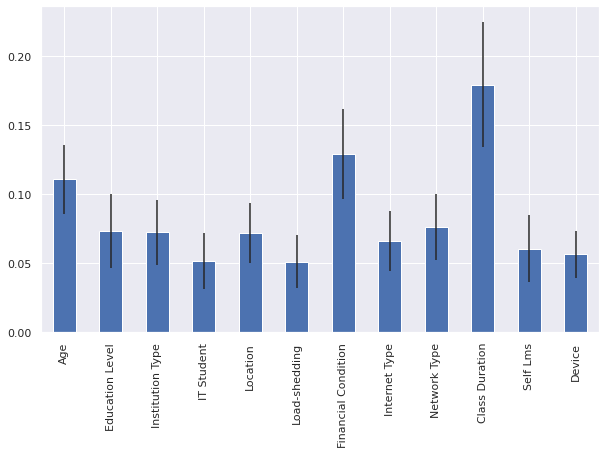 0.20
0.15
0.10
0.05
0.00
Age
Education Level
Institution Type
IT Student
Location
Load-shedding
Financial Condition
Internet Type
Network Type
Class Duration
Self Lms
Device